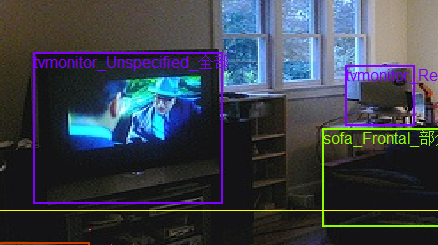 tvmonitor_Unspecified_全部
tvmonitor_Re
sofa_Frontal_部分